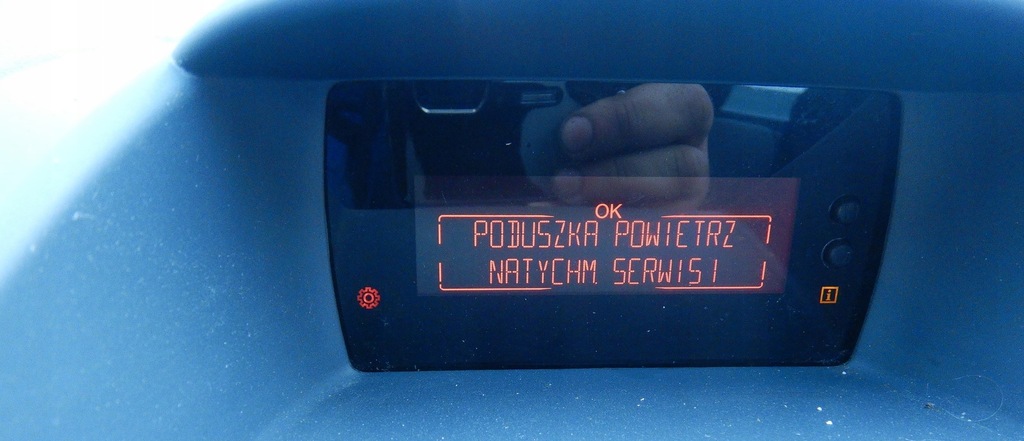 OK
PODUSZKA POWIETRZ
NATYCHM. SERWIS!
i